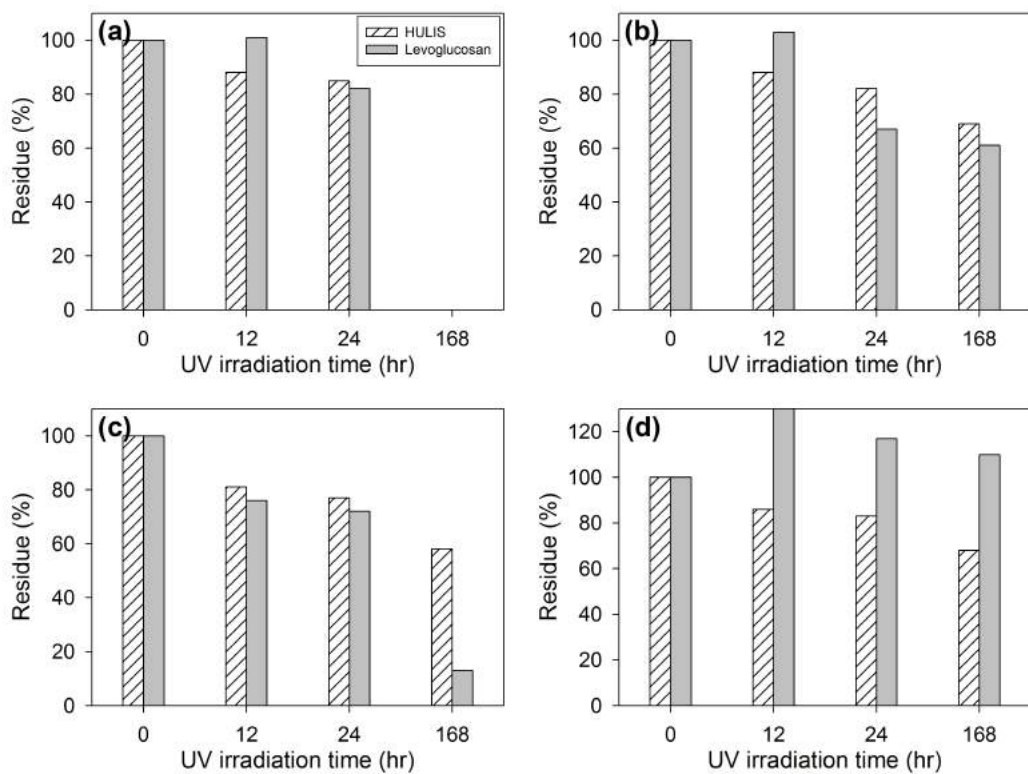 (a)
HULIS
Levoglucosan
100
80
60
40
20
0
Residue (%)
0 12 24 168
UV irradiation time (hr)
(b)
100
80
60
40
20
0
Residue (%)
0 12 24 168
UV irradiation time (hr)
(c)
100
80
60
40
20
0
Residue (%)
0 12 24 168
UV irradiation time (hr)
(d)
120
100
80
60
40
20
0
Residue (%)
0 12 24 168
UV irradiation time (hr)